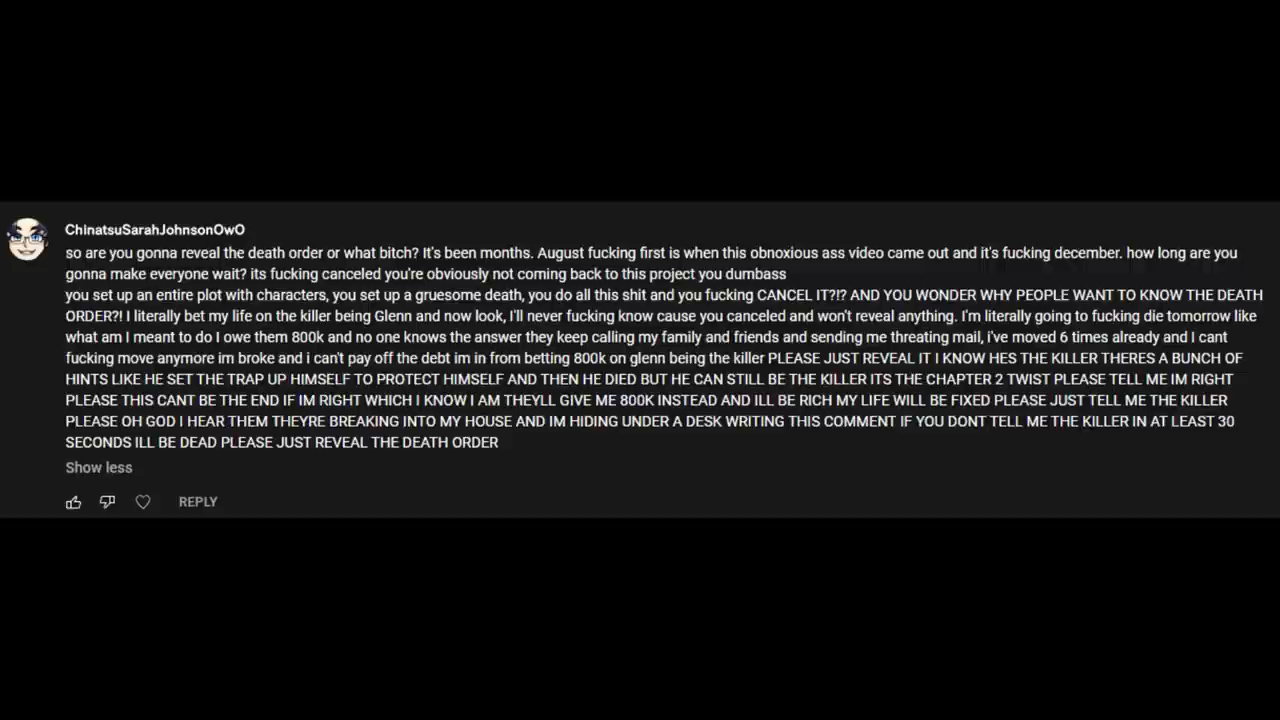 ChinatsuSarahJohnsonOwO
so are you gonna reveal the death order or what bitch? It's been months. August fucking first is when this obnoxious ass video came out and it's fucking december. how long are you
gonna make everyone wait? its fucking canceled you're obviously not coming back to this project you dumbass
you set up an entire plot with characters, you set up a gruesome death, you do all this shit and you fucking CANCEL IT?!? AND YOU WONDER WHY PEOPLE WANT TO KNOW THE DEATH
ORDER?! I literally bet my life on the killer being Glenn and now look, I'll never fucking know cause you canceled and won't reveal anything. I'm literally going to fucking die tomorrow like
what am I meant to do I owe them 800k and no one knows the answer they keep calling my family and friends and sending me threating mail, i've moved 6 times already and I cant
fucking move anymore im broke and i can't pay off the debt im in from betting 800k on glenn being the killer PLEASE JUST REVEAL IT I KNOW HES THE KILLER THERES A BUNCH OF
HINTS LIKE HE SET THE TRAP UP HIMSELF TO PROTECT HIMSELF AND THEN HE DIED BUT HE CAN STILL BE THE KILLER ITS THE CHAPTER 2 TWIST PLEASE TELL ME IM RIGHT
PLEASE THIS CANT BE THE END IF IM RIGHT WHICH I KNOW I AM THEYLL GIVE ME 800K INSTEAD AND ILL BE RICH MY LIFE WILL BE FIXED PLEASE JUST TELL ME THE KILLER
PLEASE OH GOD I HEAR THEM THEYRE BREAKING INTO MY HOUSE AND IM HIDING UNDER A DESK WRITING THIS COMMENT IF YOU DONT TELL ME THE KILLER IN AT LEAST 30
SECONDS ILL BE DEAD PLEASE JUST REVEAL THE DEATH ORDER
Show less
REPLY